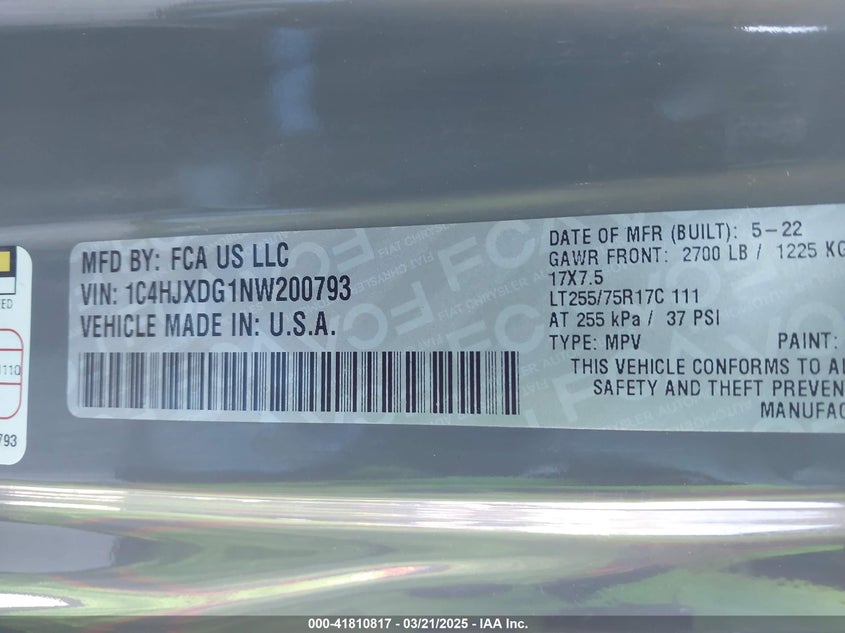 MFD BY: FCA US LLC
VIN: 1C4HJXDG1NW200793
VEHICLE MADE IN: U.S.A.
DATE OF MFR (BUILT): 5-22
GAWR FRONT: 2700 LB / 1225 KG
17X7.5
LT255/75R17C 111
AT 255 kPa / 37 PSI
TYPE: MPV PAINT:
THIS VEHICLE CONFORMS TO
SAFETY AND THEFT PREVEN
MANUFAC
1110
793
000-41810817 - 03/21/2025 - IAA Inc.